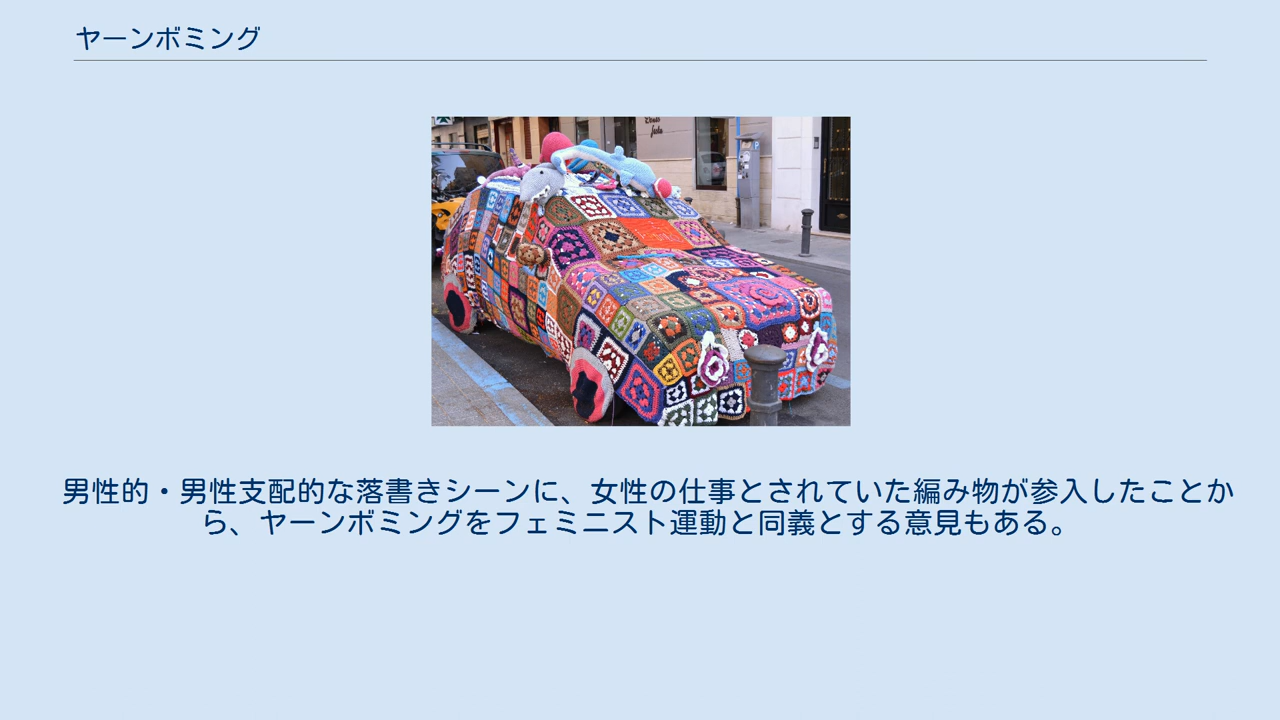 ヤーンボミング
男性的・男性支配的な落書きシーンに、女性の仕事とされていた編み物が参入したことか
ら、ヤーンボミングをフェミニスト運動と同義とする意見もある。